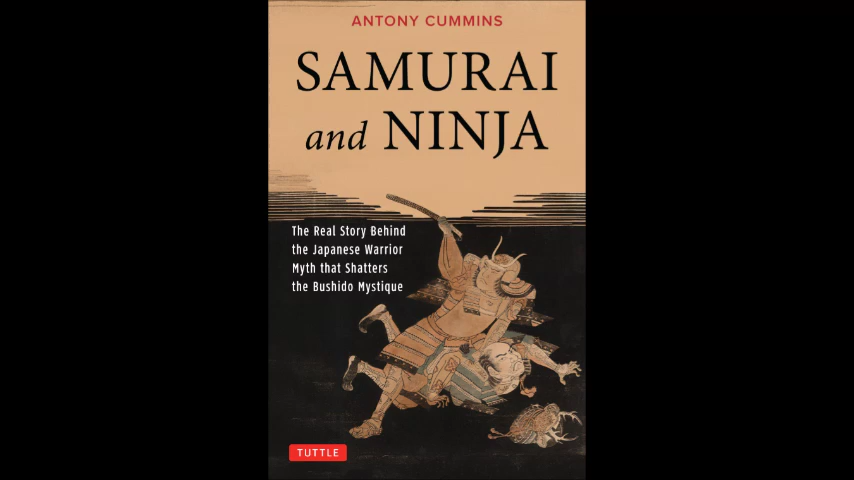 ANTONY CUMMINS
SAMURAI
and NINJA
The Real Story Behind
the Japanese Warrior
Myth that Shatters
the Bushido Mystique
TUTTLE